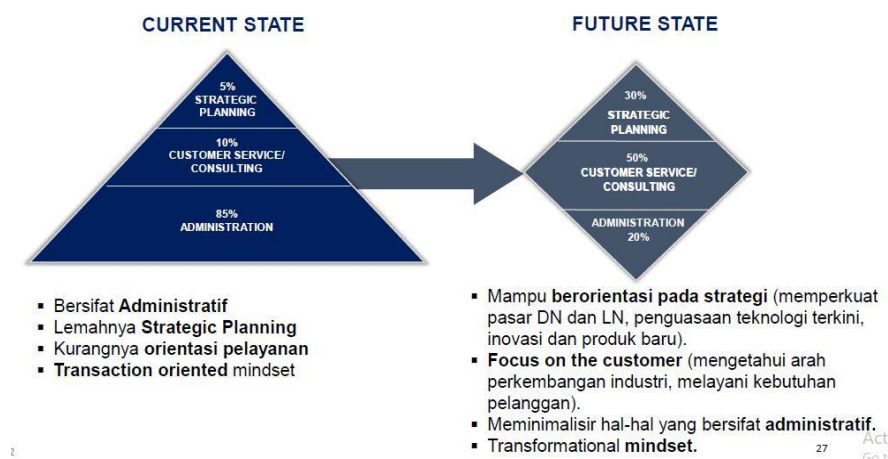 CURRENT STATE
5%
STRATEGIC
PLANNING
10%
CUSTOMER SERVICE/
CONSULTING
85%
ADMINISTRATION
▪ Bersifat Administratif
▪ Lemahnya Strategic Planning
▪ Kurangnya orientasi pelayanan
▪ Transaction oriented mindset
FUTURE STATE
30%
STRATEGIC
PLANNING
50%
CUSTOMER SERVICE/
CONSULTING
ADMINISTRATION
20%
▪ Mampu berorientasi pada strategi (memperkuat
pasar DN dan LN, penguasaan teknologi terkini,
inovasi dan produk baru).
▪ Focus on the customer (mengetahui arah
perkembangan industri, melayani kebutuhan
pelanggan).
▪ Meminimalisir hal-hal yang bersifat administratif.
▪ Transformational mindset.
2
27
Act